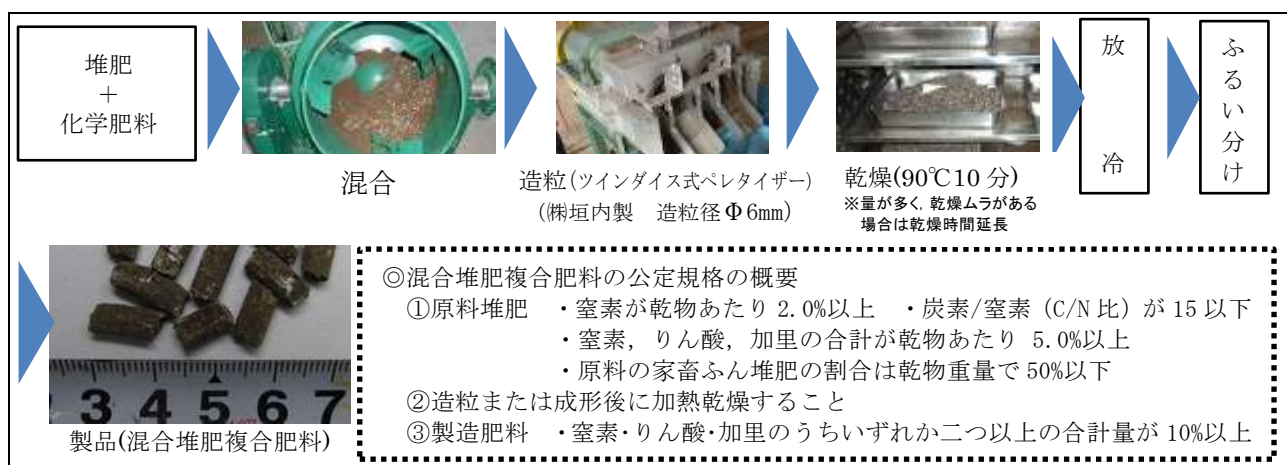 堆肥
+
化学肥料
混合
造粒(ツインダイス式ペレタイザー)
(㈱垣内製 造粒径Φ6mm)
乾燥(90℃10分)
※量が多く,乾燥ムラがある
場合は乾燥時間延長
放冷
ふるい分け
3 4 5 6 7
製品(混合堆肥複合肥料)
◎混合堆肥複合肥料の公定規格の概要
①原料堆肥 ・窒素が乾物あたり 2.0%以上 ・炭素/窒素(C/N 比)が 15 以下
・窒素,りん酸,加里の合計が乾物あたり 5.0%以上
・原料の家畜ふん堆肥の割合は乾物重量で 50%以下
②造粒または成形後に加熱乾燥すること
③製造肥料 ・窒素・りん酸・加里のうちいずれか二つ以上の合計量が 10%以上